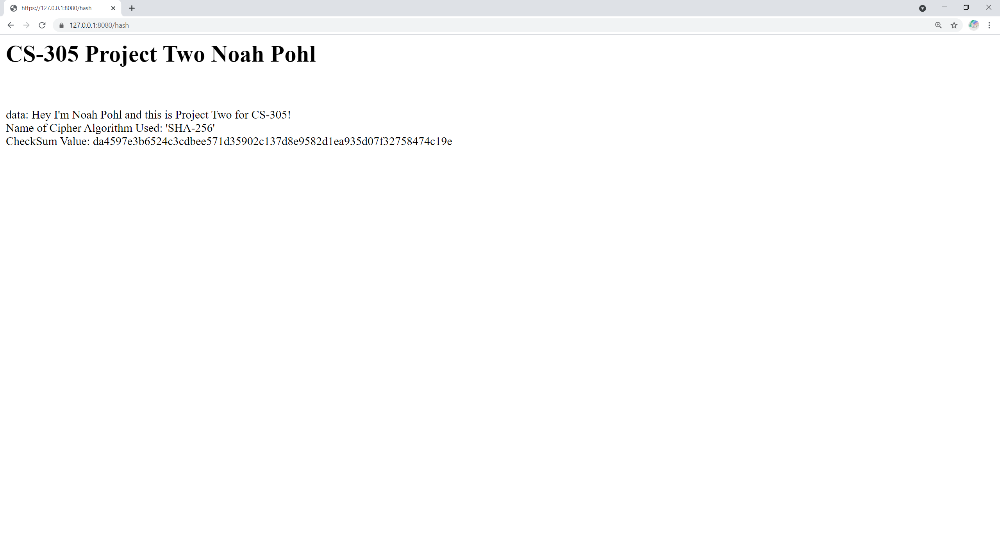 https://127.0.0.1:8080/hash
127.0.0.1:8080/hash
CS-305 Project Two Noah Pohl
data: Hey I'm Noah Pohl and this is Project Two for CS-305!
Name of Cipher Algorithm Used: 'SHA-256'
CheckSum Value: da4597e3b6524c3cdbee571d35902c137d8e9582d1ea935d07f32758474c19e